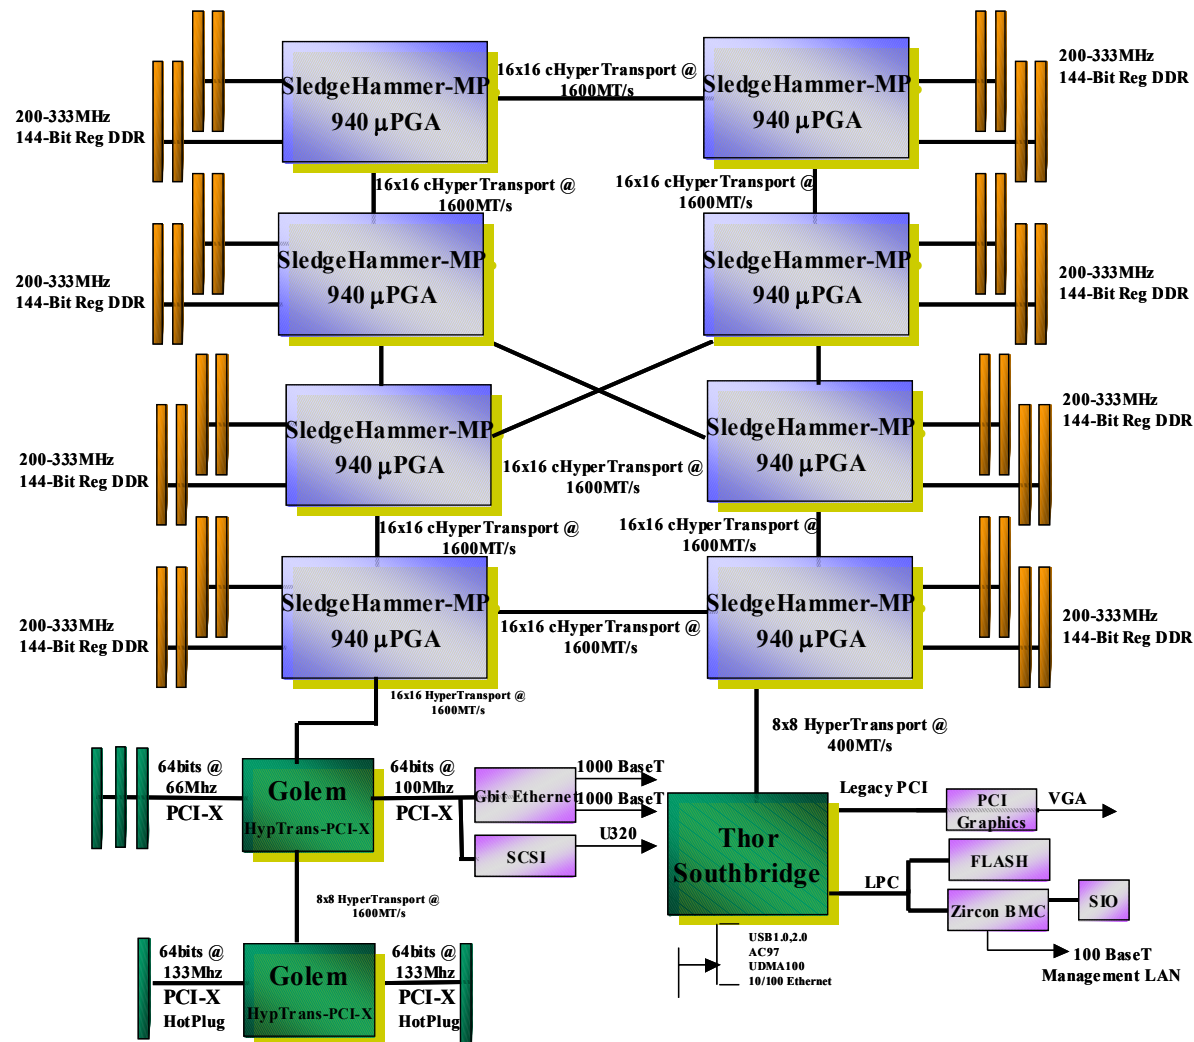 SledgeHammer-MP
940 µPGA
16x16 cHyperTransport @
1600MT/s
SledgeHammer-MP
940 µPGA
200-333MHz
144-Bit Reg DDR
200-333MHz
144-Bit Reg DDR
16x16 cHyperTransport @
1600MT/s
16x16 cHyperTransport @
1600MT/s
200-333MHz
144-Bit Reg DDR
SledgeHammer-MP
940 µPGA
SledgeHammer-MP
940 µPGA
200-333MHz
144-Bit Reg DDR
200-333MHz
144-Bit Reg DDR
SledgeHammer-MP
940 µPGA
16x16 cHyperTransport @
1600MT/s
SledgeHammer-MP
940 µPGA
200-333MHz
144-Bit Reg DDR
16x16 cHyperTransport @
1600MT/s
16x16 cHyperTransport @
1600MT/s
200-333MHz
144-Bit Reg DDR
SledgeHammer-MP
940 µPGA
16x16 cHyperTransport @
1600MT/s
SledgeHammer-MP
940 µPGA
200-333MHz
144-Bit Reg DDR
16x16 HyperTransport @
1600MT/s
8x8 HyperTransport @
400MT/s
64bits @
66Mhz
PCI-X
Golem
HypTrans-PCI-X
64bits @
100Mhz
PCI-X
Gbit Ethernet
1000 BaseT
1000 BaseT
SCSI
U320
Thor
Southbridge
Legacy PCI
PCI
Graphics
VGA
LPC
FLASH
Zircon BMC
SIO
100 BaseT
Management LAN
8x8 HyperTransport @
1600MT/s
USB1.0,2.0
AC97
UDMA100
10/100 Ethernet
64bits @
133Mhz
PCI-X
HotPlug
Golem
HypTrans-PCI-X
64bits @
133Mhz
PCI-X
HotPlug